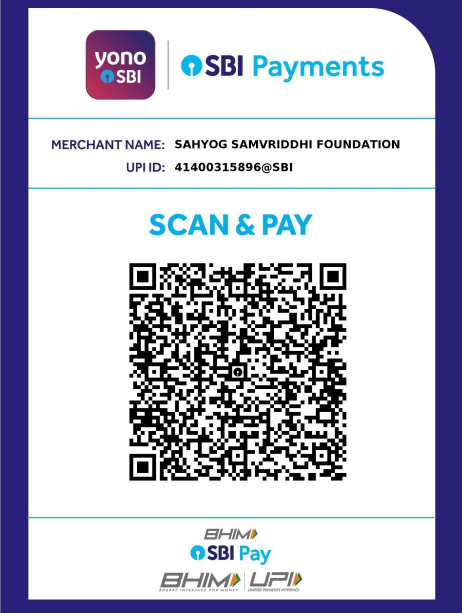 yono
SBI
SBI Payments
MERCHANT NAME: SAHYOG SAMVRIDDHI FOUNDATION
UPI ID: 41400315896@SBI
SCAN & PAY
BHIM
SBI Pay
BHIM UPI
BHARAT INTERFACE FOR MONEY UNIFIED PAYMENTS INTERFACE